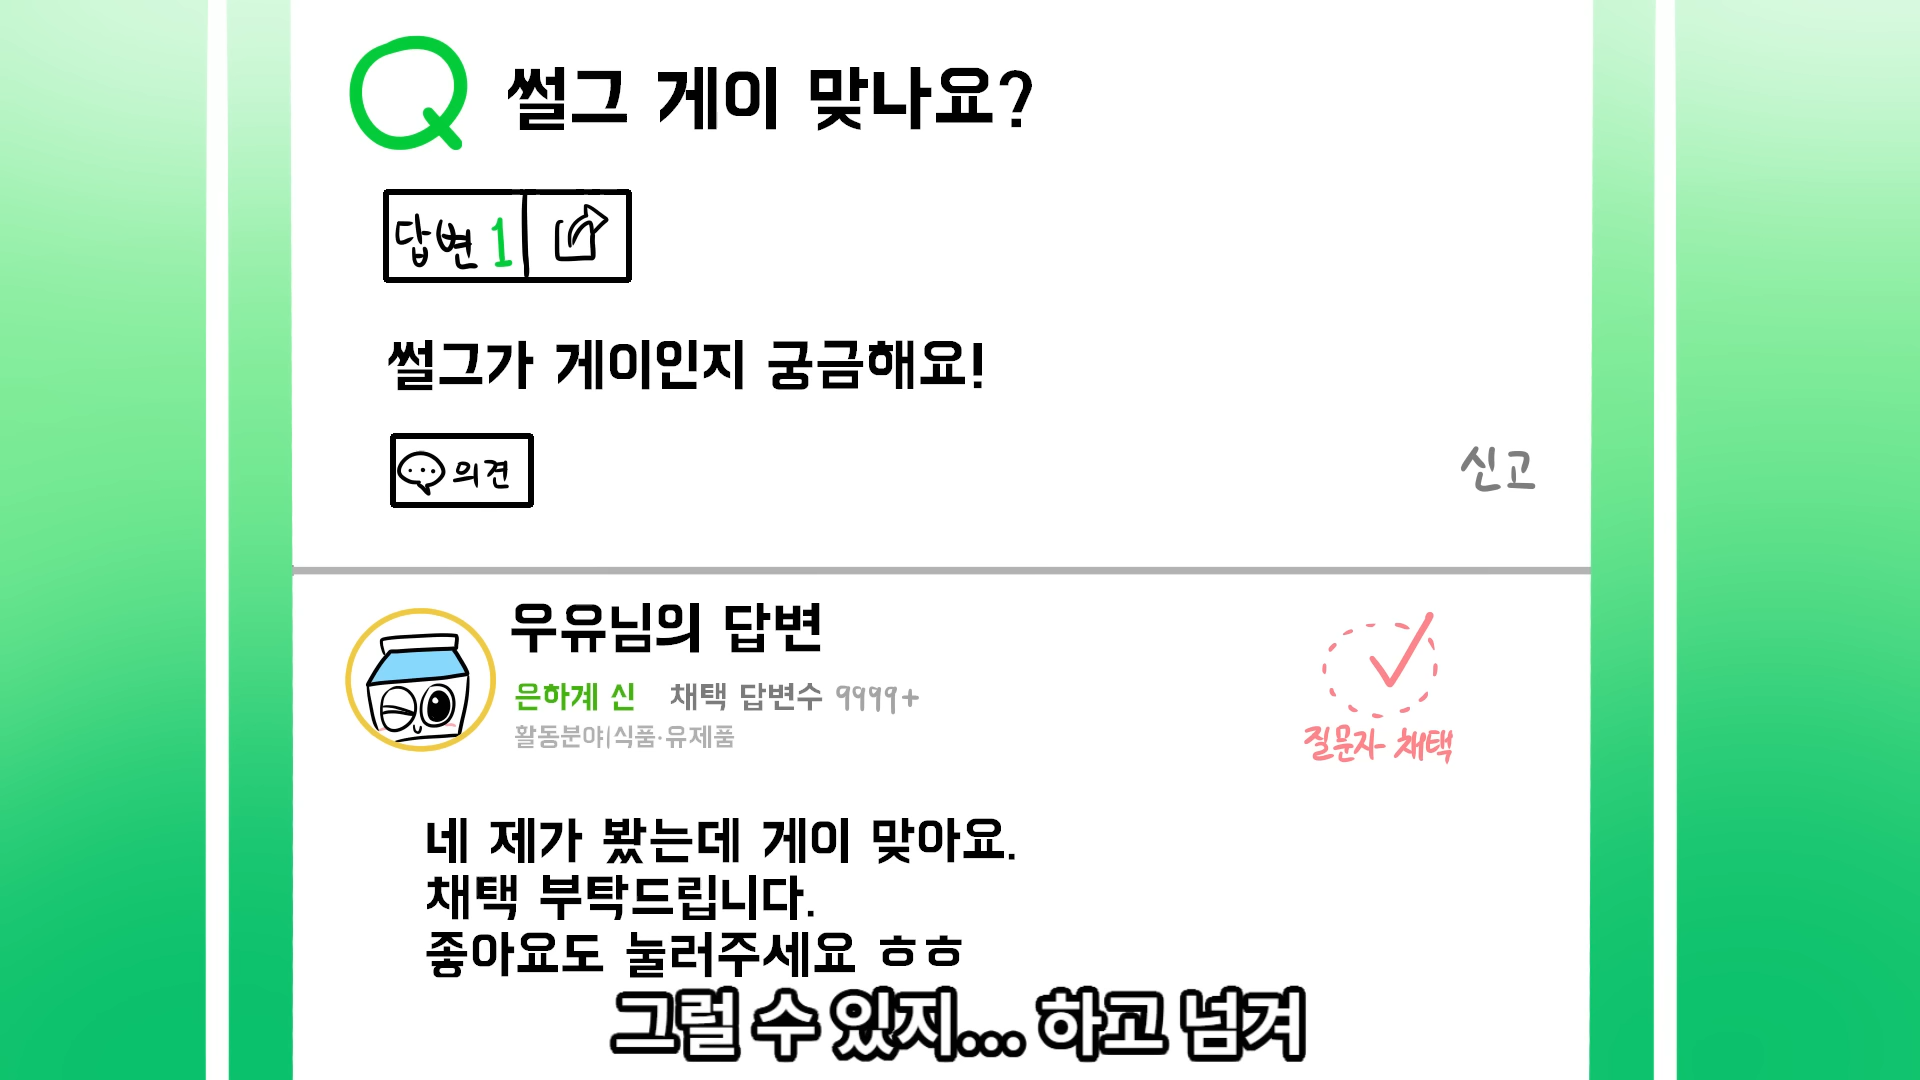 Q 썰그 게이 맞나요?
답변 1
썰그가 게이인지 궁금해요!
의견
신고
우유님의 답변
은하계 신 채택 답변수 9999+
활동분야|식품·유제품
질문자 채택
네 제가 봤는데 게이 맞아요.
채택 부탁드립니다.
좋아요도 눌러주세요 ㅎㅎ
그럴 수 있지... 하고 넘겨